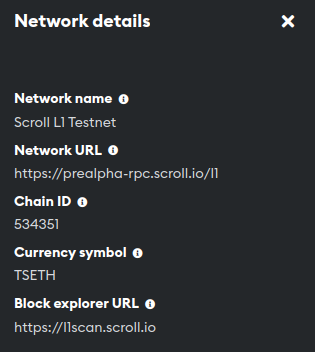 Network details
Network name
Scroll L1 Testnet
Network URL
https://prealpha-rpc.scroll.io/l1
Chain ID
534351
Currency symbol
TSETH
Block explorer URL
https://l1scan.scroll.io